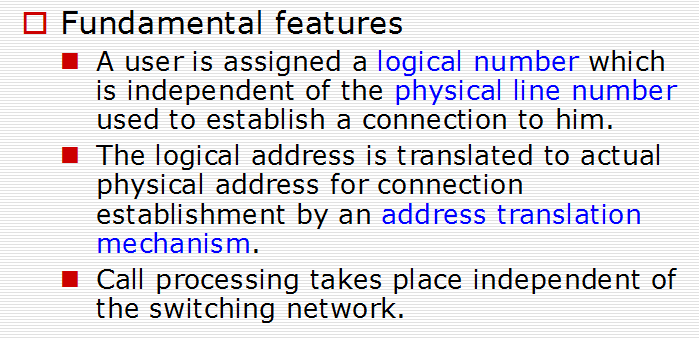 Fundamental features
A user is assigned a logical number which
is independent of the physical line number
used to establish a connection to him.
The logical address is translated to actual
physical address for connection
establishment by an address translation
mechanism.
Call processing takes place independent of
the switching network.